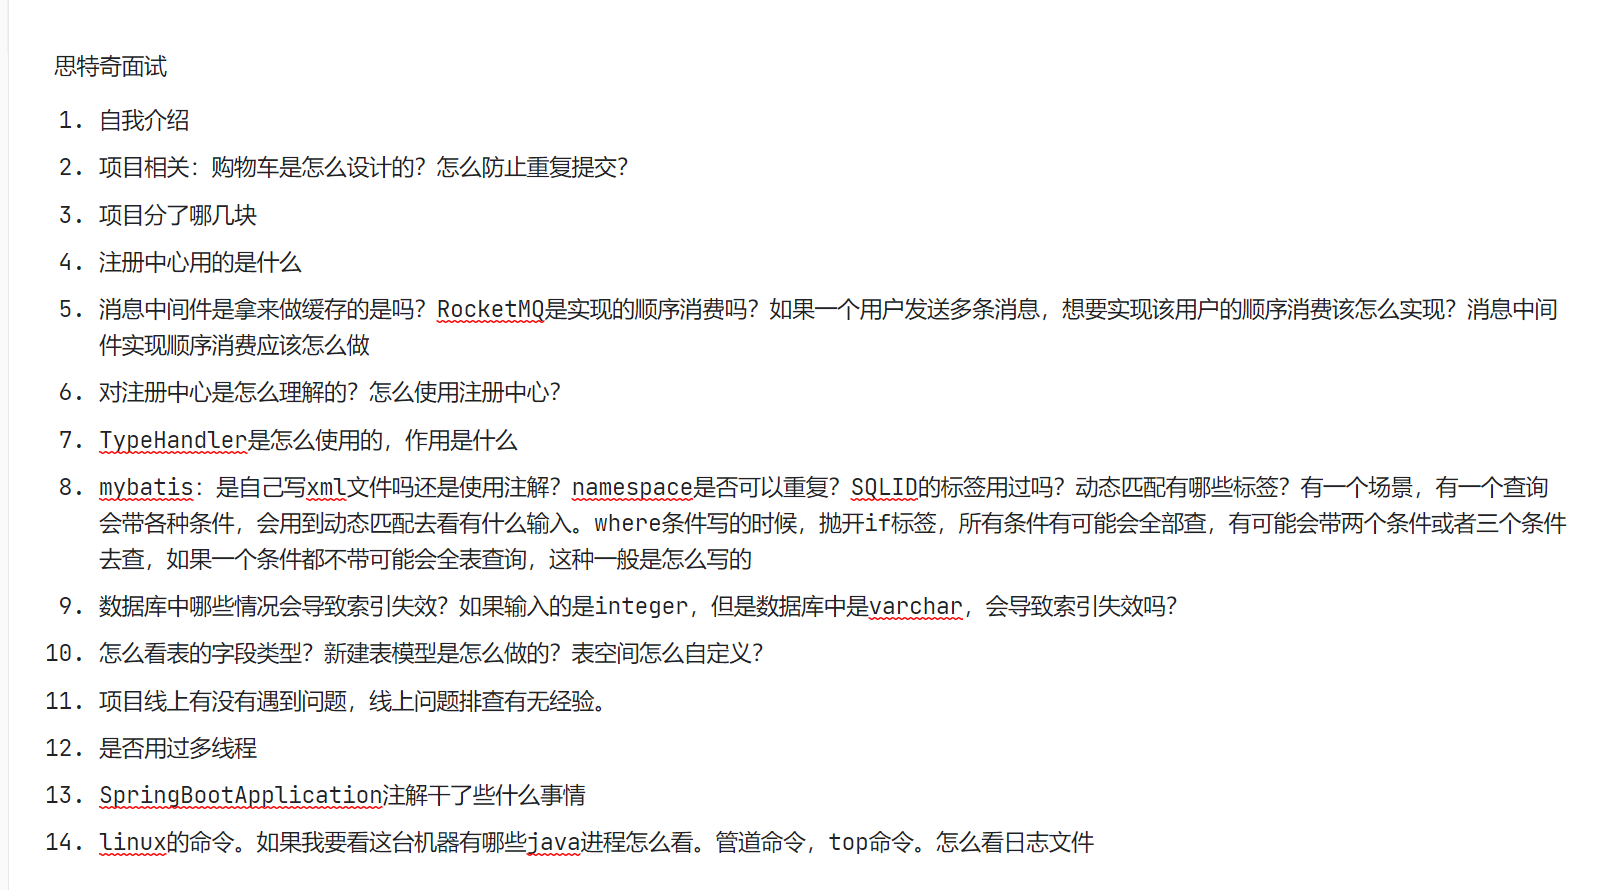 思特奇面试
1. 自我介绍
2. 项目相关：购物车是怎么设计的？怎么防止重复提交？
3. 项目分了哪几块
4. 注册中心用的是什么
5. 消息中间件是拿来做缓存的是吗？RocketMQ是实现的顺序消费吗？如果一个用户发送多条消息，想要实现该用户的顺序消费该怎么实现？消息中间
件实现顺序消费应该怎么做
6. 对注册中心是怎么理解的？怎么使用注册中心？
7. TypeHandler是怎么使用的，作用是什么
8. mybatis：是自己写xml文件吗还是使用注解？namespace是否可以重复？SQLID的标签用过吗？动态匹配有哪些标签？有一个场景，有一个查询
会带各种条件，会用到动态匹配去看有什么输入。where条件写的时候，抛开if标签，所有条件有可能会全部查，有可能会带两个条件或者三个条件
去查，如果一个条件都不带可能会全表查询，这种一般是怎么写的
9. 数据库中哪些情况会导致索引失效？如果输入的是integer，但是数据库中是varchar，会导致索引失效吗？
10. 怎么看表的字段类型？新建表模型是怎么做的？表空间怎么自定义？
11. 项目线上有没有遇到问题，线上问题排查有无经验。
12. 是否用过多线程
13. SpringBootApplication注解干了些什么事情
14. linux的命令。如果我要看这台机器有哪些java进程怎么看。管道命令，top命令。怎么看日志文件